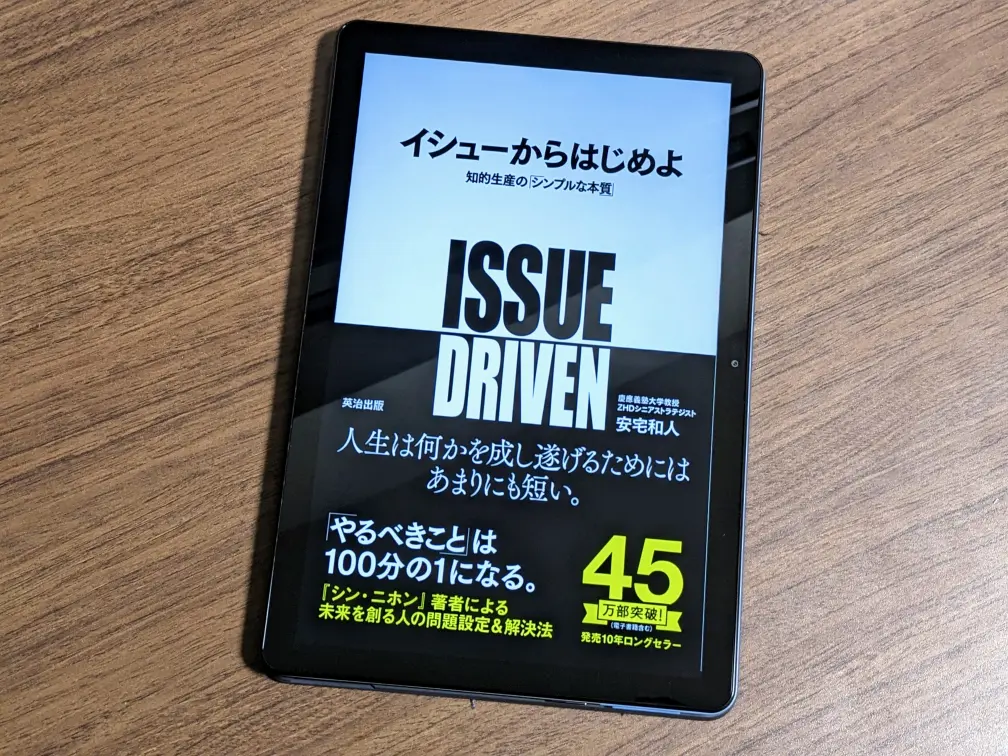 イシューからはじめよ
知的生産の「シンプルな本質」
ISSUE
DRIVEN
英治出版
慶應義塾大学教授
ZHDシニアストラテジスト
安宅和人
人生は何かを成し遂げるためには
あまりにも短い。
「やるべきこと」は
100分の1になる。
『シン・ニホン』著者による
未来を創る人の問題設定&解決法
45
万部突破!
(電子書籍含む)
発売10年ロングセラー